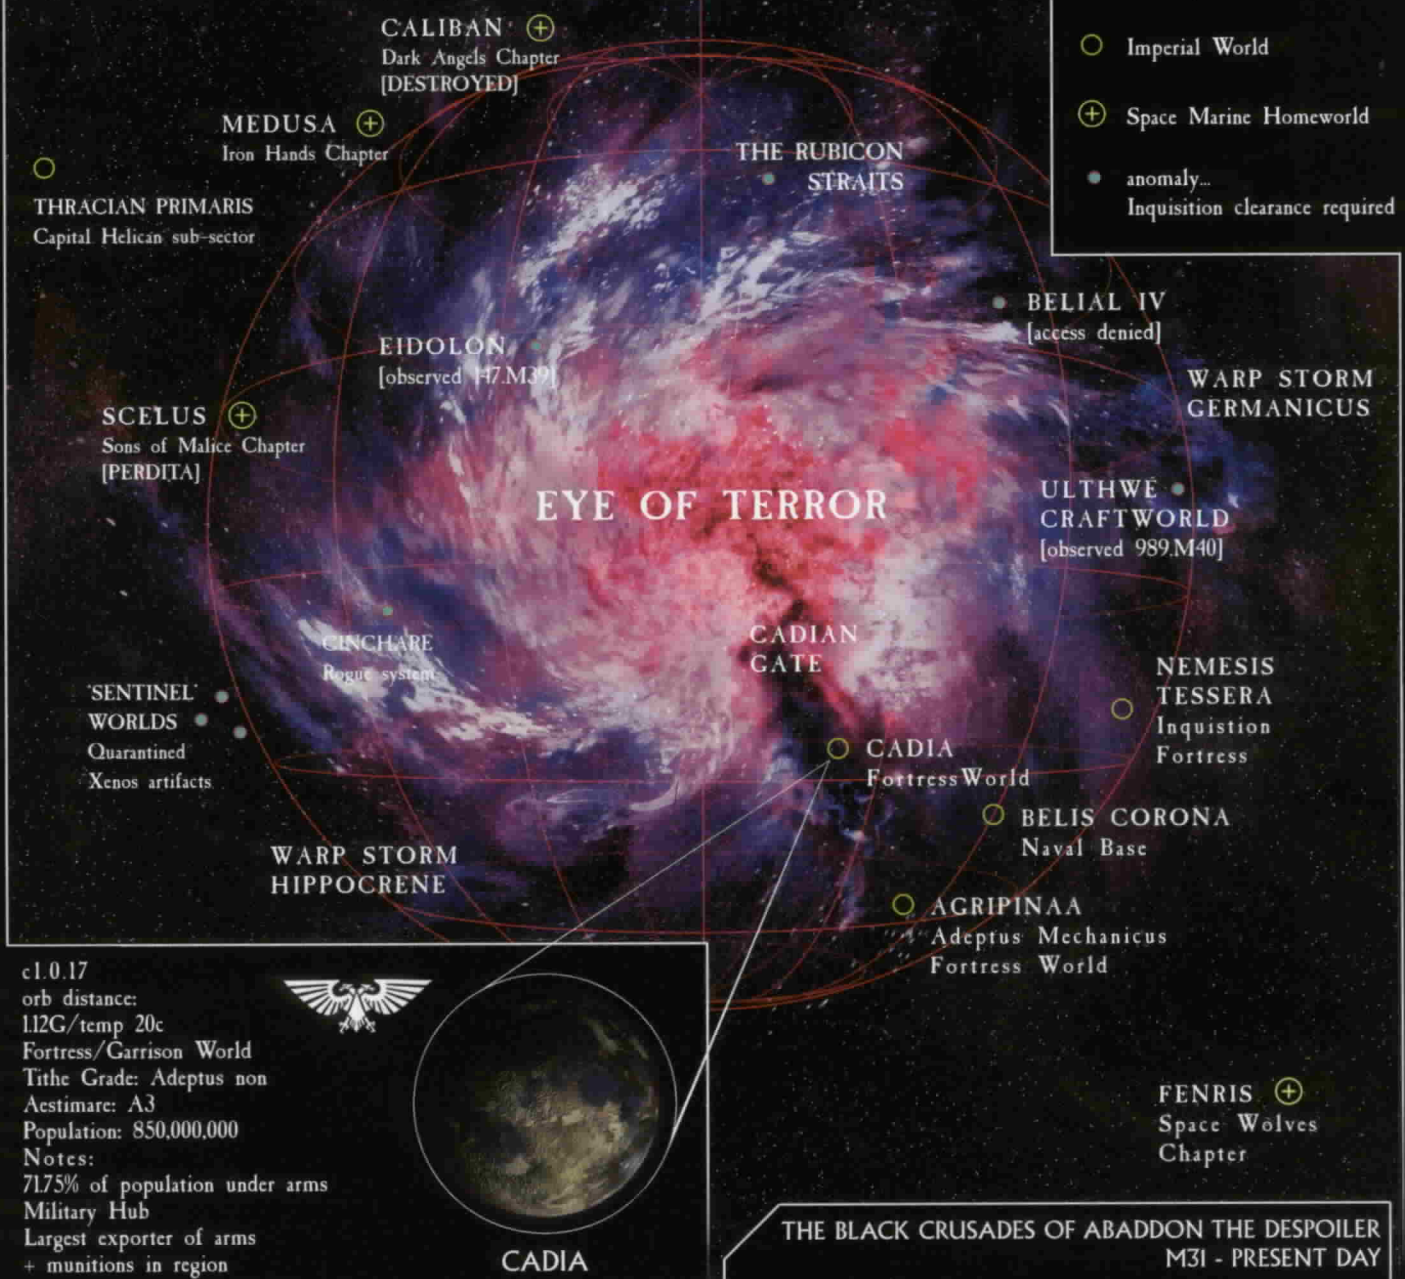 CALIBAN
Dark Angels Chapter
[DESTROYED]
MEDUSA
Iron Hands Chapter
THRACIAN PRIMARIS
Capital Helican sub-sector
THE RUBICON
STRAITS
Imperial World
Space Marine Homeworld
anomaly...
Inquisition clearance required
BELIAL IV
[access denied]
EIDOLON
[observed 147.M39]
WARP STORM
GERMANICUS
SCELUS
Sons of Malice Chapter
[PERDITA]
EYE OF TERROR
ULTHWÉ
CRAFTWORLD
[observed 989.M40]
CINCHARE
Rogue system
CADIAN
GATE
'SENTINEL'
WORLDS
Quarantined
Xenos artifacts
NEMESIS
TESSERA
Inquistion
Fortress
CADIA
Fortress World
BELIS CORONA
Naval Base
WARP STORM
HIPPOCRENE
AGRIPINAA
Adeptus Mechanicus
Fortress World
c1.0.17
orb distance:
1.12G/temp 20c
Fortress/Garrison World
Tithe Grade: Adeptus non
Aestimare: A3
Population: 850,000,000
Notes:
71.75% of population under arms
Military Hub
Largest exporter of arms
+ munitions in region
CADIA
FENRIS
Space Wolves
Chapter
THE BLACK CRUSADES OF ABADDON THE DESPOILER
M31 - PRESENT DAY